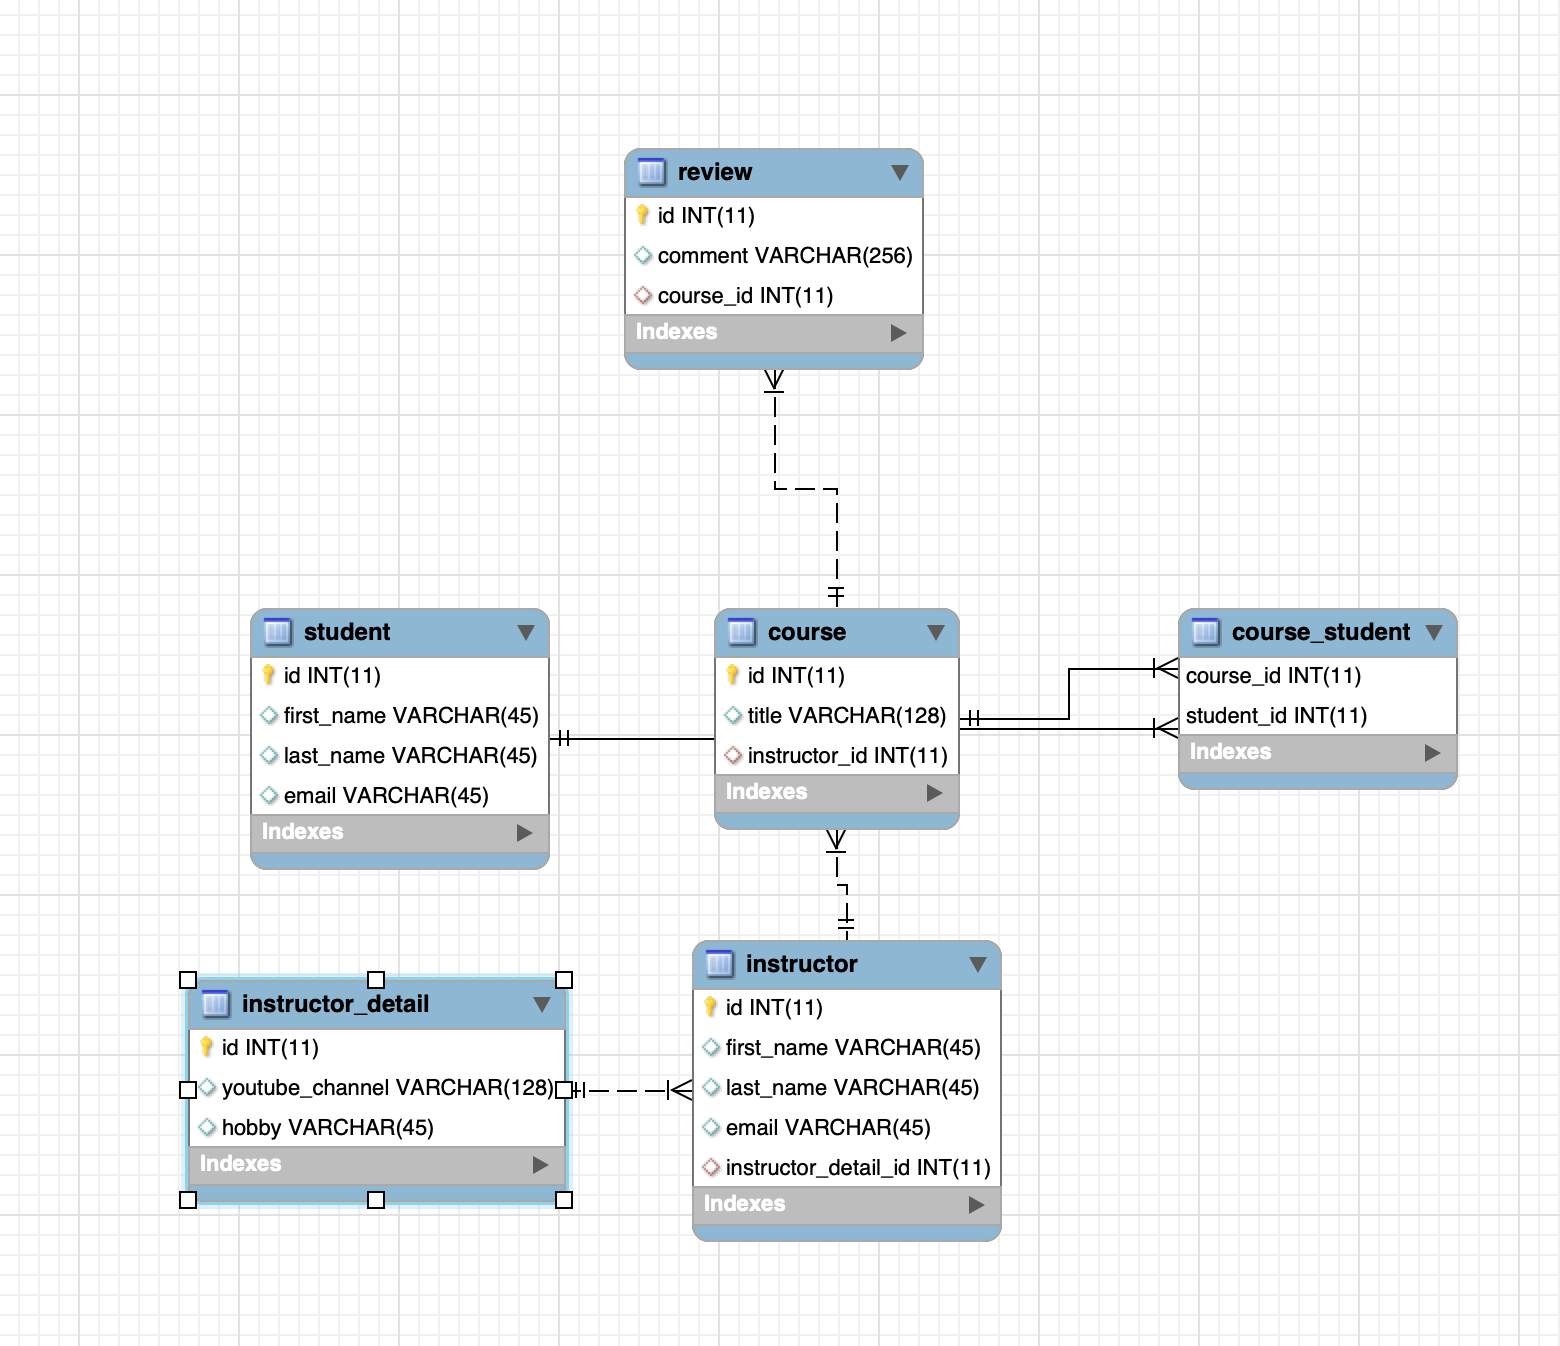 review
id INT(11)
comment VARCHAR(256)
course_id INT(11)
Indexes
student
id INT(11)
first_name VARCHAR(45)
last_name VARCHAR(45)
email VARCHAR(45)
Indexes
course
id INT(11)
title VARCHAR(128)
instructor_id INT(11)
Indexes
course_student
course_id INT(11)
student_id INT(11)
Indexes
instructor_detail
id INT(11)
youtube_channel VARCHAR(128)
hobby VARCHAR(45)
Indexes
instructor
id INT(11)
first_name VARCHAR(45)
last_name VARCHAR(45)
email VARCHAR(45)
instructor_detail_id INT(11)
Indexes